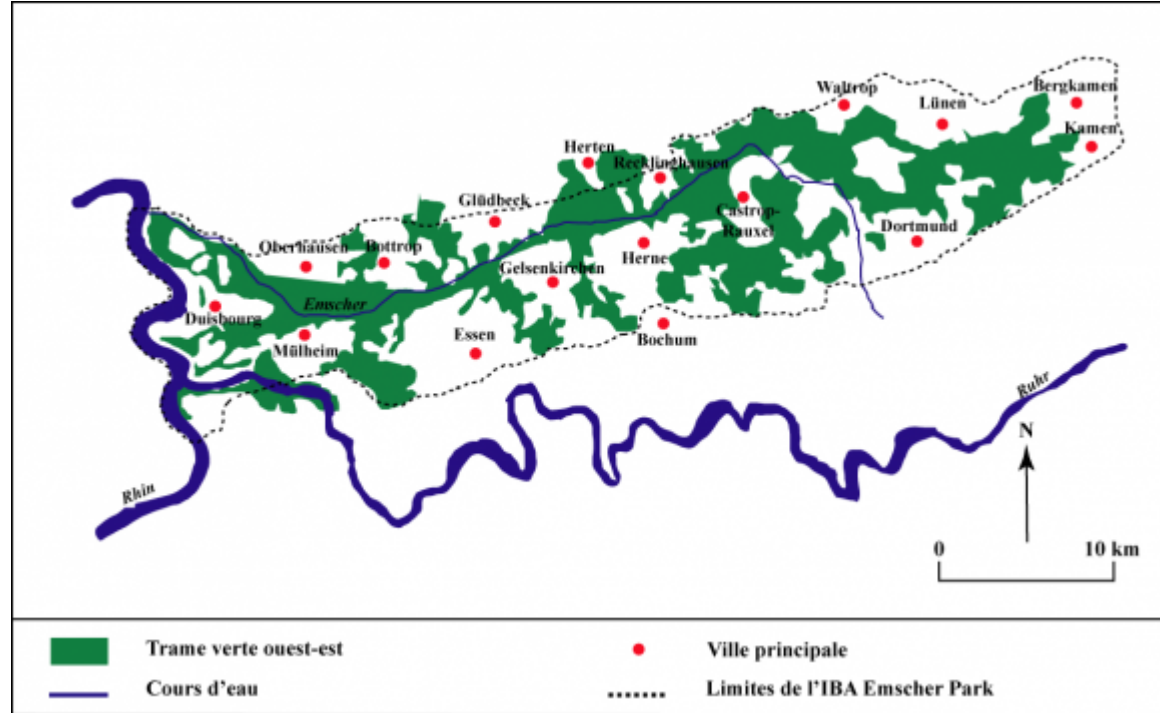 Waltrop
Lünen
Bergkamen
Kamen
Herten
Recklinghausen
Glüdbeck
Castrop-
Rauxel
Dortmund
Oberhausen
Bottrop
Herne
Gelsenkirchen
Emscher
Duisbourg
Mülheim
Essen
Bochum
Ruhr
Rhin
N
0 10 km
Trame verte ouest-est
Ville principale
Cours d'eau
Limites de l'IBA Emscher Park